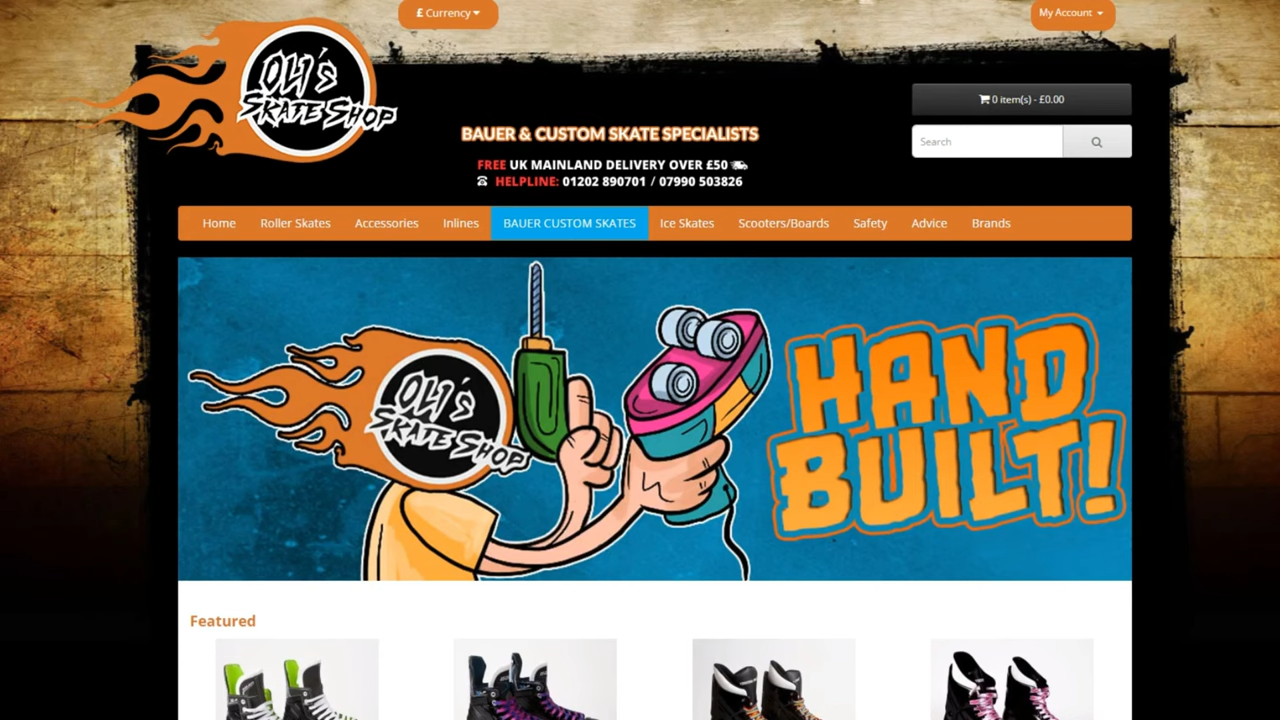 £ Currency
My Account
OLI's
SKATE SHOP
0 item(s) - £0.00
Search
BAUER & CUSTOM SKATE SPECIALISTS
FREE UK MAINLAND DELIVERY OVER £50
HELPLINE: 01202 890701 / 07990 503826
Home Roller Skates Accessories Inlines BAUER CUSTOM SKATES Ice Skates Scooters/Boards Safety Advice Brands
OLI's
SKATE SHOP
HAND
BUILT!
Featured